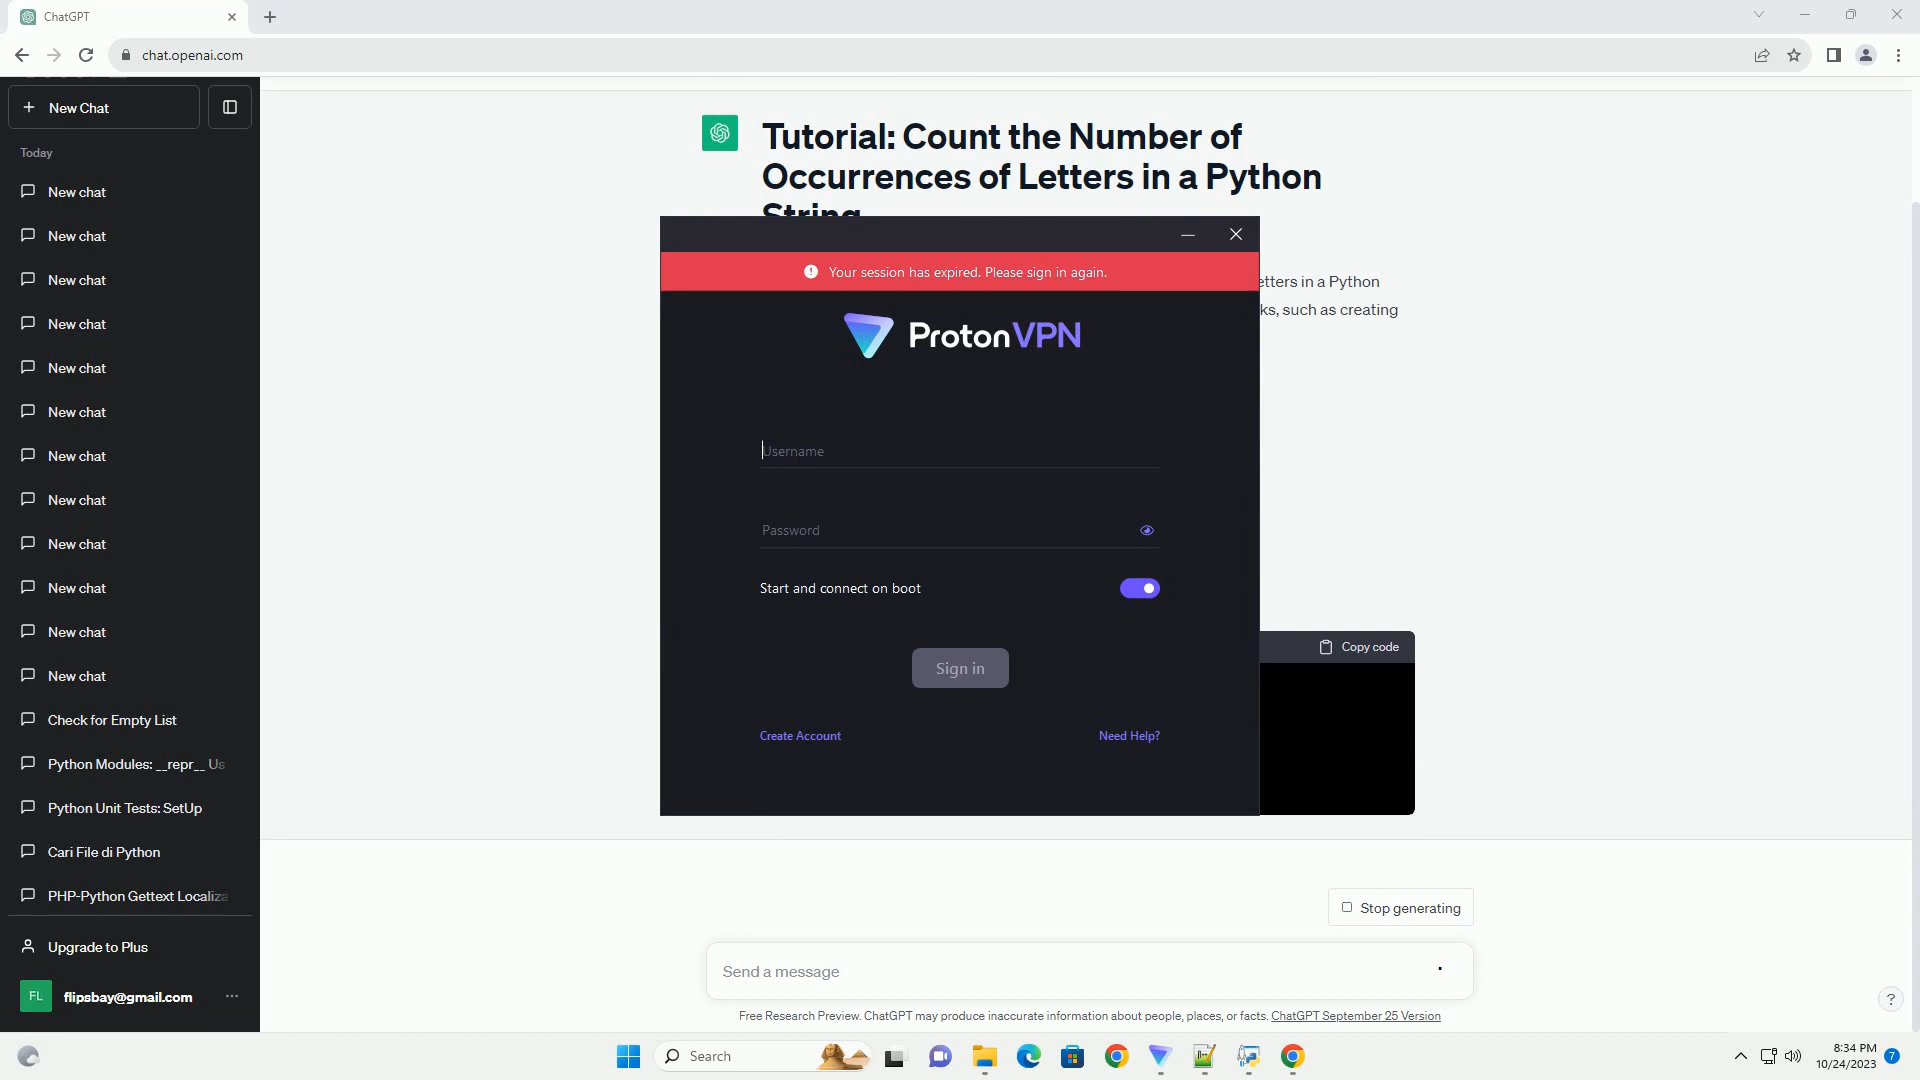 ChatGPT
chat.openai.com
New Chat
Today
New chat
New chat
New chat
New chat
New chat
New chat
New chat
New chat
New chat
New chat
New chat
New chat
Check for Empty List
Python Modules: __repr__ Us
Python Unit Tests: SetUp
Cari File di Python
PHP-Python Gettext Localiza
Upgrade to Plus
FL
flipsbay@gmail.com
Tutorial: Count the Number of
Occurrences of Letters in a Python
String
etters in a Python
ks, such as creating
Copy code
Your session has expired. Please sign in again.
ProtonVPN
Username
Password
Start and connect on boot
Sign in
Create Account
Need Help?
Stop generating
Send a message
Free Research Preview. ChatGPT may produce inaccurate information about people, places, or facts. ChatGPT September 25 Version
?
Search
8:34 PM
10/24/2023
7